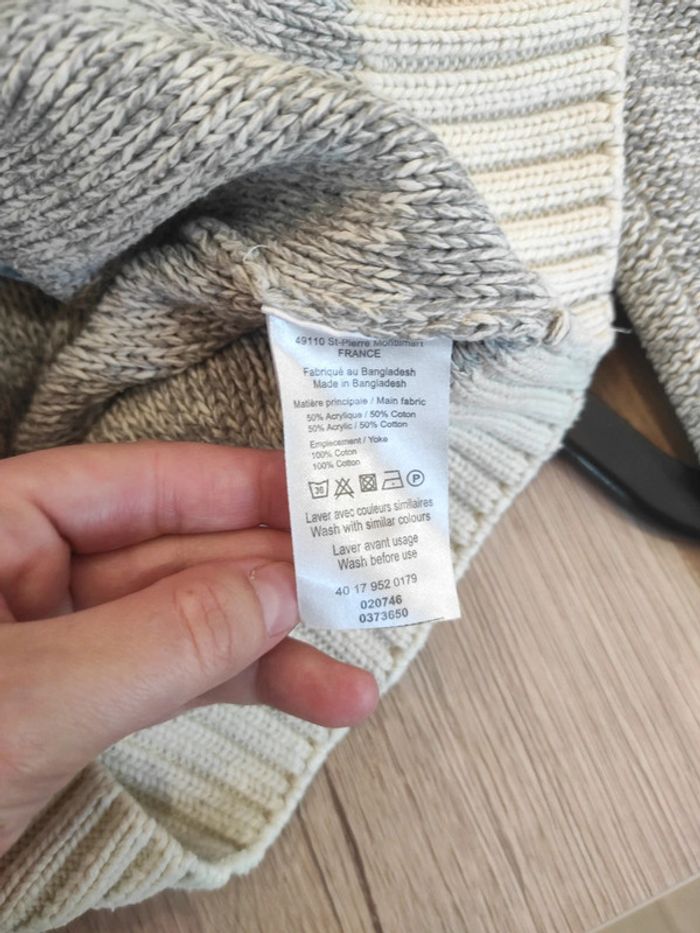 49110 St-Pierre Montlimart
FRANCE
Fabriqué au Bangladesh
Made in Bangladesh
Matière principale / Main fabric
50% Acrylique / 50% Coton
50% Acrylic / 50% Cotton
Emplecement / Yoke
100% Coton
100% Cotton
30 P
Laver avec couleurs similaires
Wash with similar colours
Laver avant usage
Wash before use
40 17 952 0179
020746
0373650